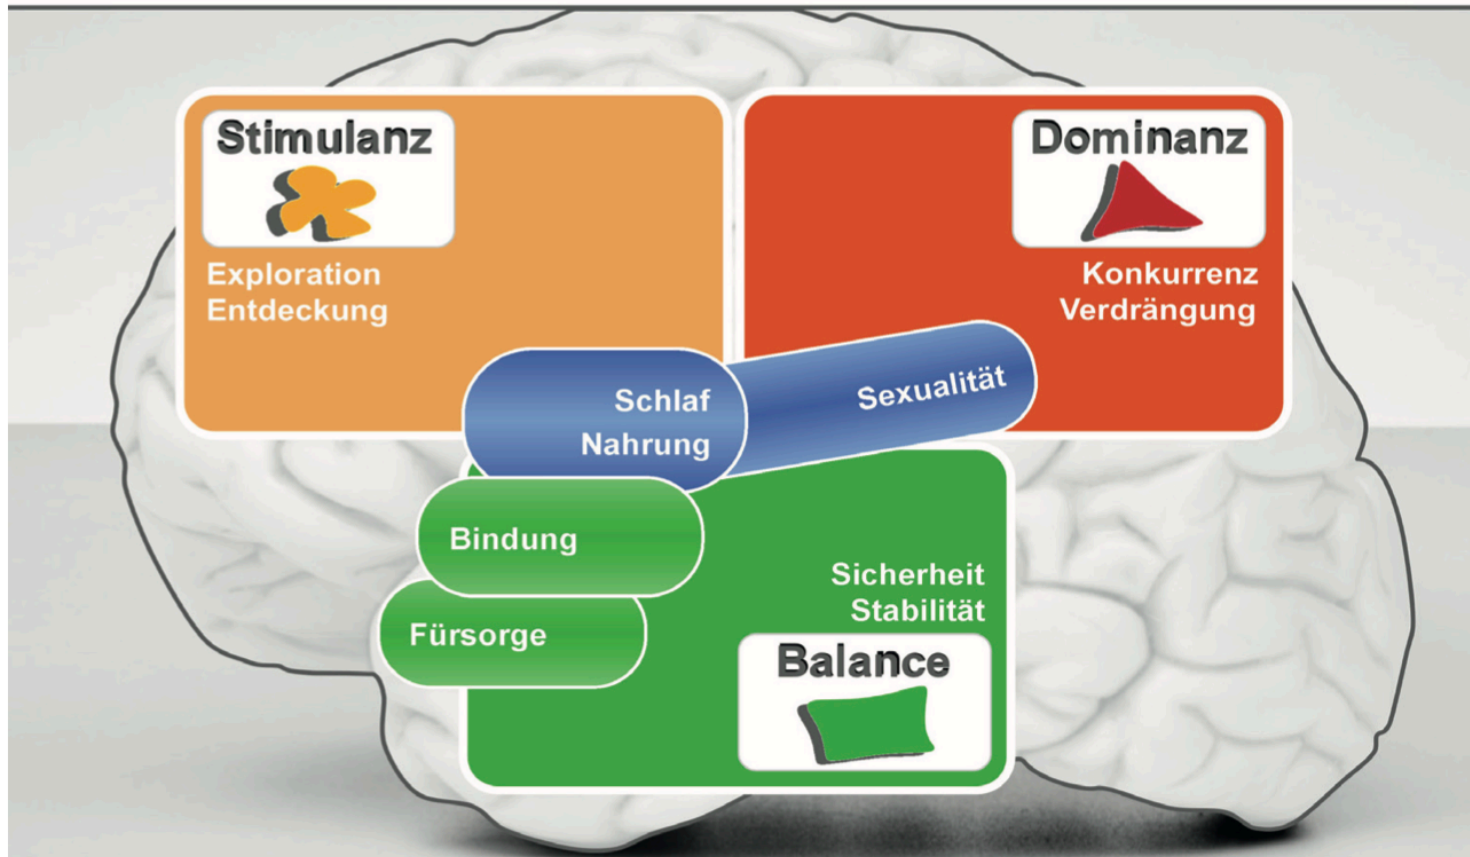 Stimulanz
Exploration
Entdeckung
Dominanz
Konkurrenz
Verdrängung
Schlaf
Nahrung
Sexualität
Bindung
Fürsorge
Sicherheit
Stabilität
Balance